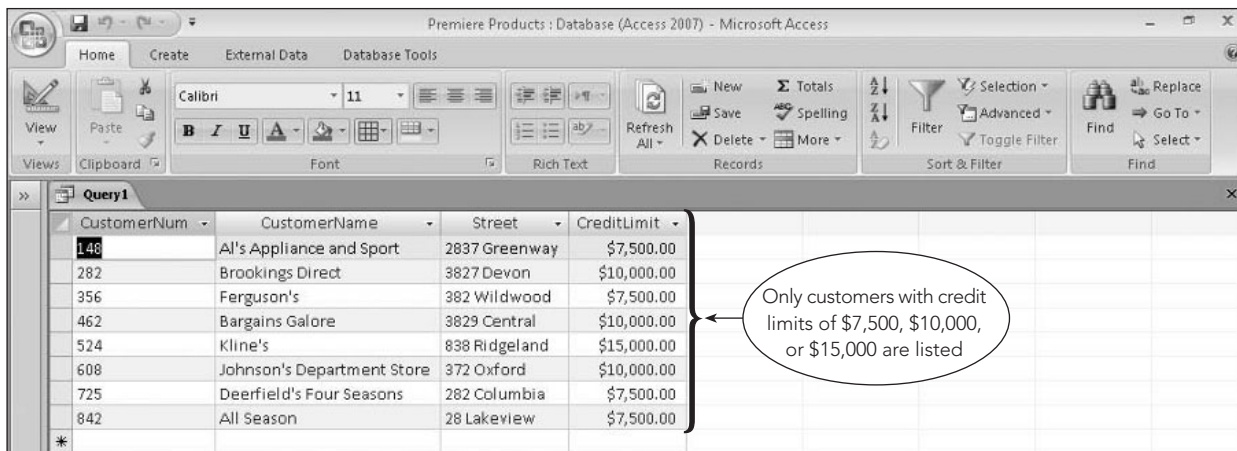 Premiere Products : Database (Access 2007) - Microsoft Access
Home Create External Data Database Tools
View
Views
Paste
Clipboard
Calibri 11
B I U A
Font
Rich Text
Refresh All
New
Save
Delete
Σ Totals
Spelling
More
Records
Filter
Selection
Advanced
Toggle Filter
Sort & Filter
Find
Replace
Go To
Select
Find
Query1
CustomerNum CustomerName Street CreditLimit
148 Al's Appliance and Sport 2837 Greenway $7,500.00
282 Brookings Direct 3827 Devon $10,000.00
356 Ferguson's 382 Wildwood $7,500.00
462 Bargains Galore 3829 Central $10,000.00
524 Kline's 838 Ridgeland $15,000.00
608 Johnson's Department Store 372 Oxford $10,000.00
725 Deerfield's Four Seasons 282 Columbia $7,500.00
842 All Season 28 Lakeview $7,500.00
Only customers with credit
limits of $7,500, $10,000,
or $15,000 are listed